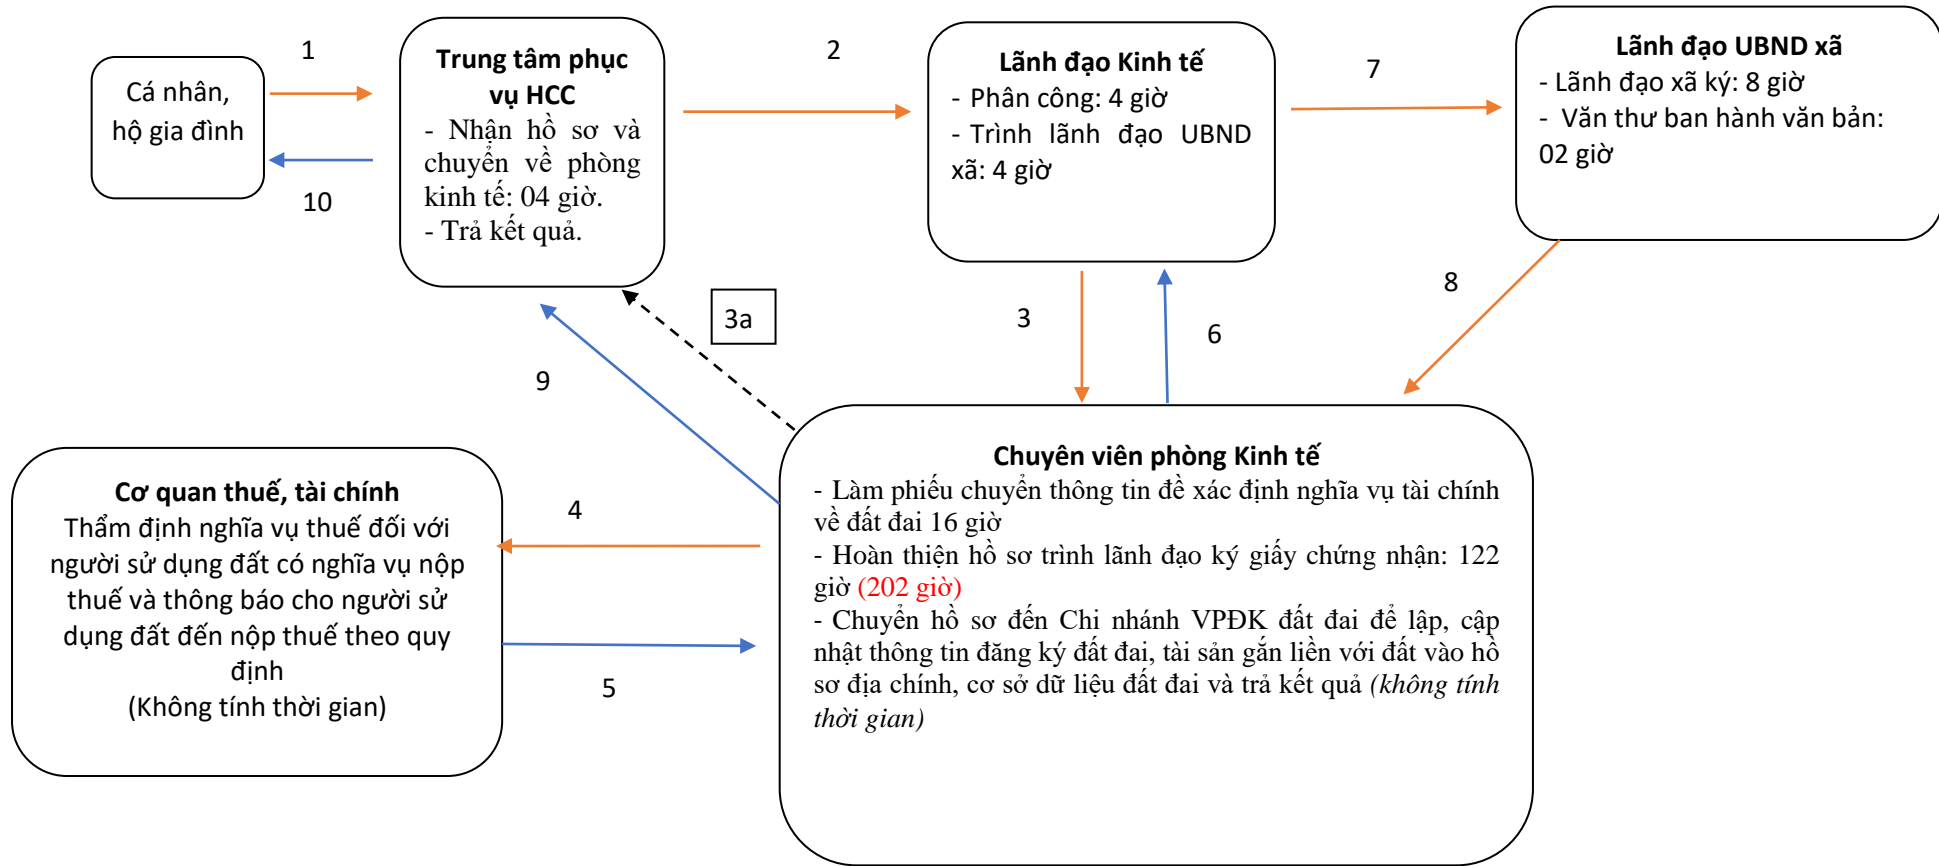 Cá nhân,
hộ gia đình
1
10
Trung tâm phục
vụ HCC
- Nhận hồ sơ và
chuyển về phòng
kinh tế: 04 giờ.
- Trả kết quả.
2
Lãnh đạo Kinh tế
- Phân công: 4 giờ
- Trình lãnh đạo UBND
xã: 4 giờ
7
Lãnh đạo UBND xã
- Lãnh đạo xã ký: 8 giờ
- Văn thư ban hành văn bản:
02 giờ
3a
3
6
8
9
Cơ quan thuế, tài chính
Thẩm định nghĩa vụ thuế đối với
người sử dụng đất có nghĩa vụ nộp
thuế và thông báo cho người sử
dụng đất đến nộp thuế theo quy
định
(Không tính thời gian)
4
5
Chuyên viên phòng Kinh tế
- Làm phiếu chuyển thông tin đề xác định nghĩa vụ tài chính
về đất đai 16 giờ
- Hoàn thiện hồ sơ trình lãnh đạo ký giấy chứng nhận: 122
giờ (202 giờ)
- Chuyển hồ sơ đến Chi nhánh VPĐK đất đai để lập, cập
nhật thông tin đăng ký đất đai, tài sản gắn liền với đất vào hồ
sơ địa chính, cơ sở dữ liệu đất đai và trả kết quả (không tính
thời gian)